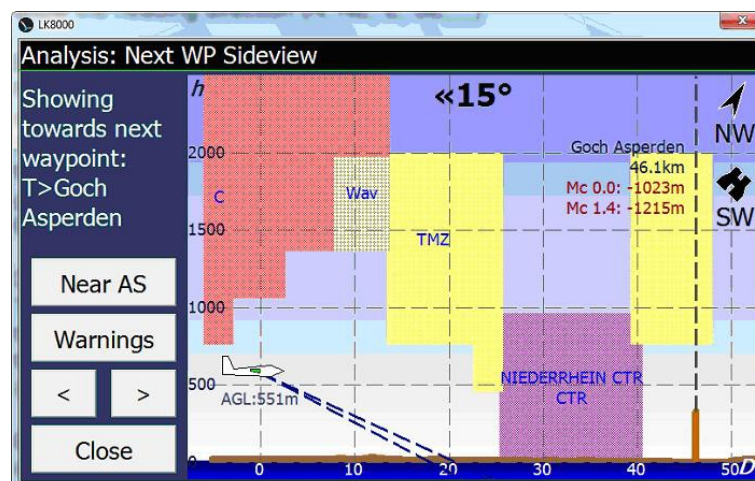 LK8000
x
Analysis: Next WP Sideview
Showing
towards next
waypoint:
T>Goch
Asperden
Near AS
Warnings
<
>
Close
h
«15°
NW
SW
2000
1500
1000
500
0
C
Wav
TMZ
Goch Asperden
46.1km
Mc 0.0: -1023m
Mc 1.4: -1215m
NIEDERRHEIN CTR
CTR
AGL:551m
0
10
20
30
40
50
D